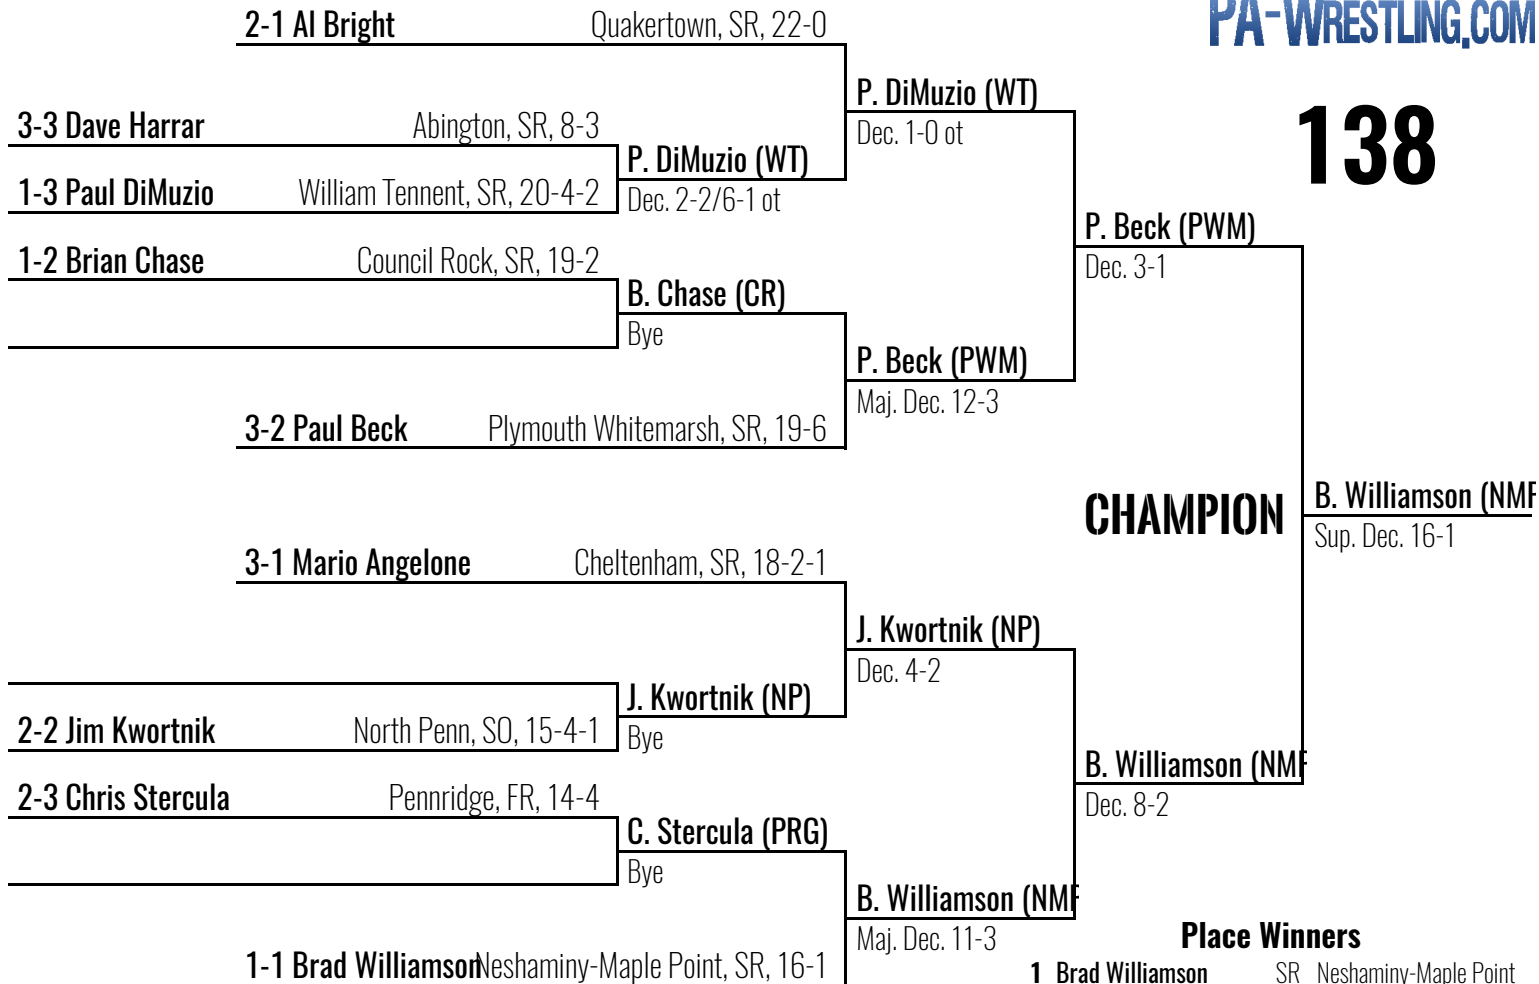 PA-WRESTLING.COM
138
2-1 Al Bright Quakertown, SR, 22-0
P. DiMuzio (WT)
Dec. 1-0 ot
3-3 Dave Harrar Abington, SR, 8-3
P. DiMuzio (WT)
Dec. 2-2/6-1 ot
1-3 Paul DiMuzio William Tennent, SR, 20-4-2
P. Beck (PWM)
Dec. 3-1
1-2 Brian Chase Council Rock, SR, 19-2
B. Chase (CR)
Bye
P. Beck (PWM)
Maj. Dec. 12-3
3-2 Paul Beck Plymouth Whitemarsh, SR, 19-6
CHAMPION
B. Williamson (NMP
Sup. Dec. 16-1
3-1 Mario Angelone Cheltenham, SR, 18-2-1
J. Kwortnik (NP)
Dec. 4-2
J. Kwortnik (NP)
Bye
2-2 Jim Kwortnik North Penn, SO, 15-4-1
B. Williamson (NMP
Dec. 8-2
2-3 Chris Stercula Pennridge, FR, 14-4
C. Stercula (PRG)
Bye
B. Williamson (NMP
Maj. Dec. 11-3
1-1 Brad Williamson Neshaminy-Maple Point, SR, 16-1
Place Winners
1 Brad Williamson SR Neshaminy-Maple Point